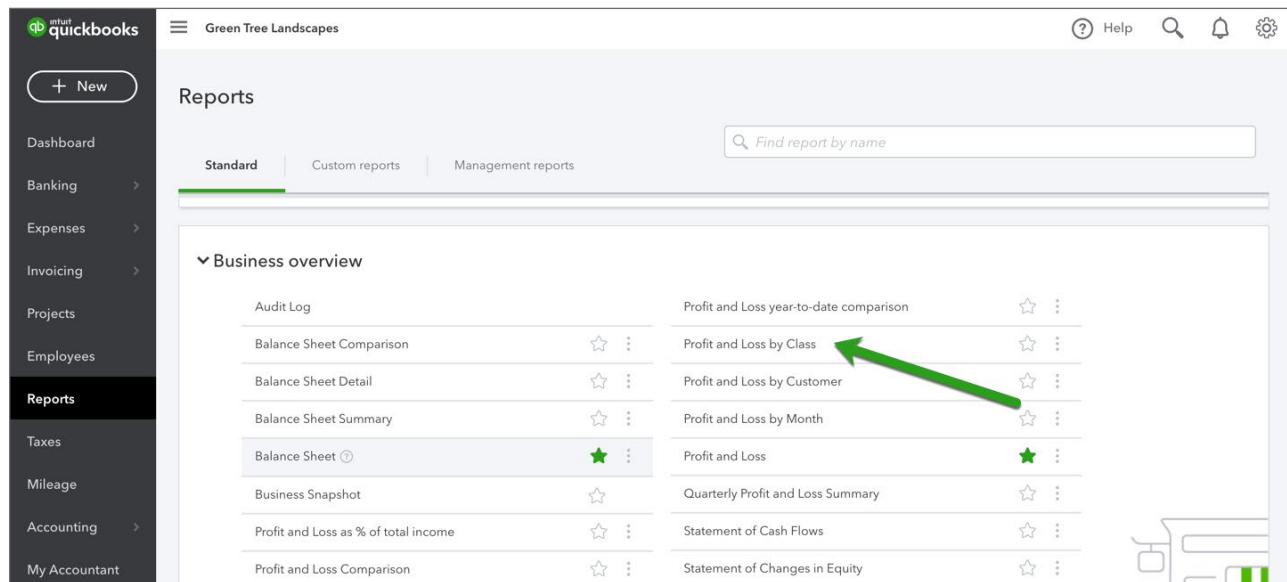 intuit
quickbooks
Green Tree Landscapes
Help
+ New
Dashboard
Banking
Expenses
Invoicing
Projects
Employees
Reports
Taxes
Mileage
Accounting
My Accountant
Reports
Find report by name
Standard
Custom reports
Management reports
Business overview
Audit Log
Balance Sheet Comparison
Balance Sheet Detail
Balance Sheet Summary
Balance Sheet
Business Snapshot
Profit and Loss as % of total income
Profit and Loss Comparison
Profit and Loss year-to-date comparison
Profit and Loss by Class
Profit and Loss by Customer
Profit and Loss by Month
Profit and Loss
Quarterly Profit and Loss Summary
Statement of Cash Flows
Statement of Changes in Equity